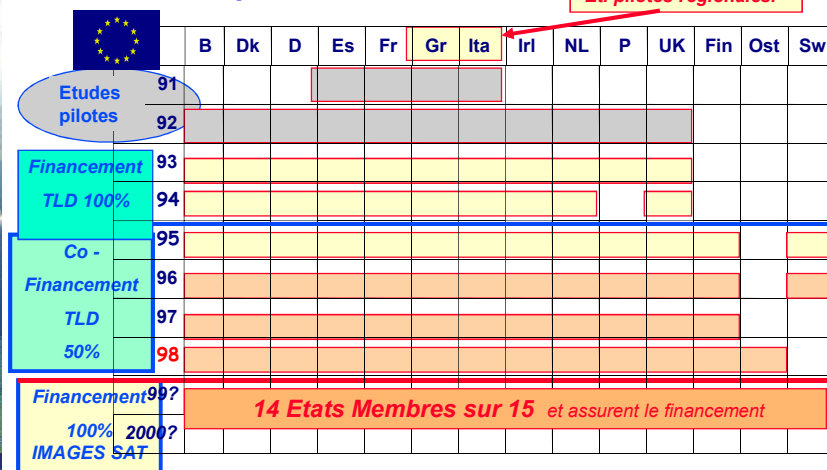 Etu pilotes régionales.
B Dk D Es Fr Gr Ita Irl NL P UK Fin Ost Sw
Etudes
pilotes
91
92
Financement
TLD 100%
93
94
Co -
Financement
TLD
50%
95
96
97
98
Financement
100%
IMAGES SAT
99?
2000?
14 Etats Membres sur 15 et assurent le financement